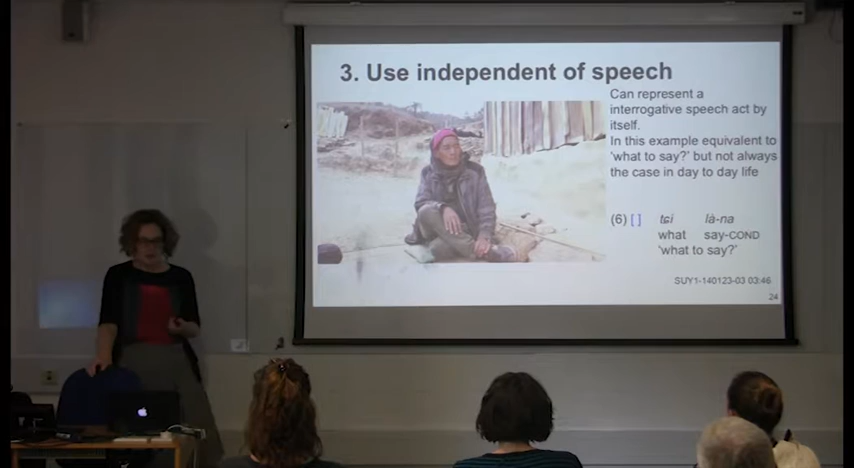 3. Use independent of speech
Can represent a
interrogative speech act by
itself.
In this example equivalent to
'what to say?' but not always
the case in day to day life
(6) [ ] tɕi là-na
what say-COND
'what to say?'
SUY1-140123-03 03:46
24